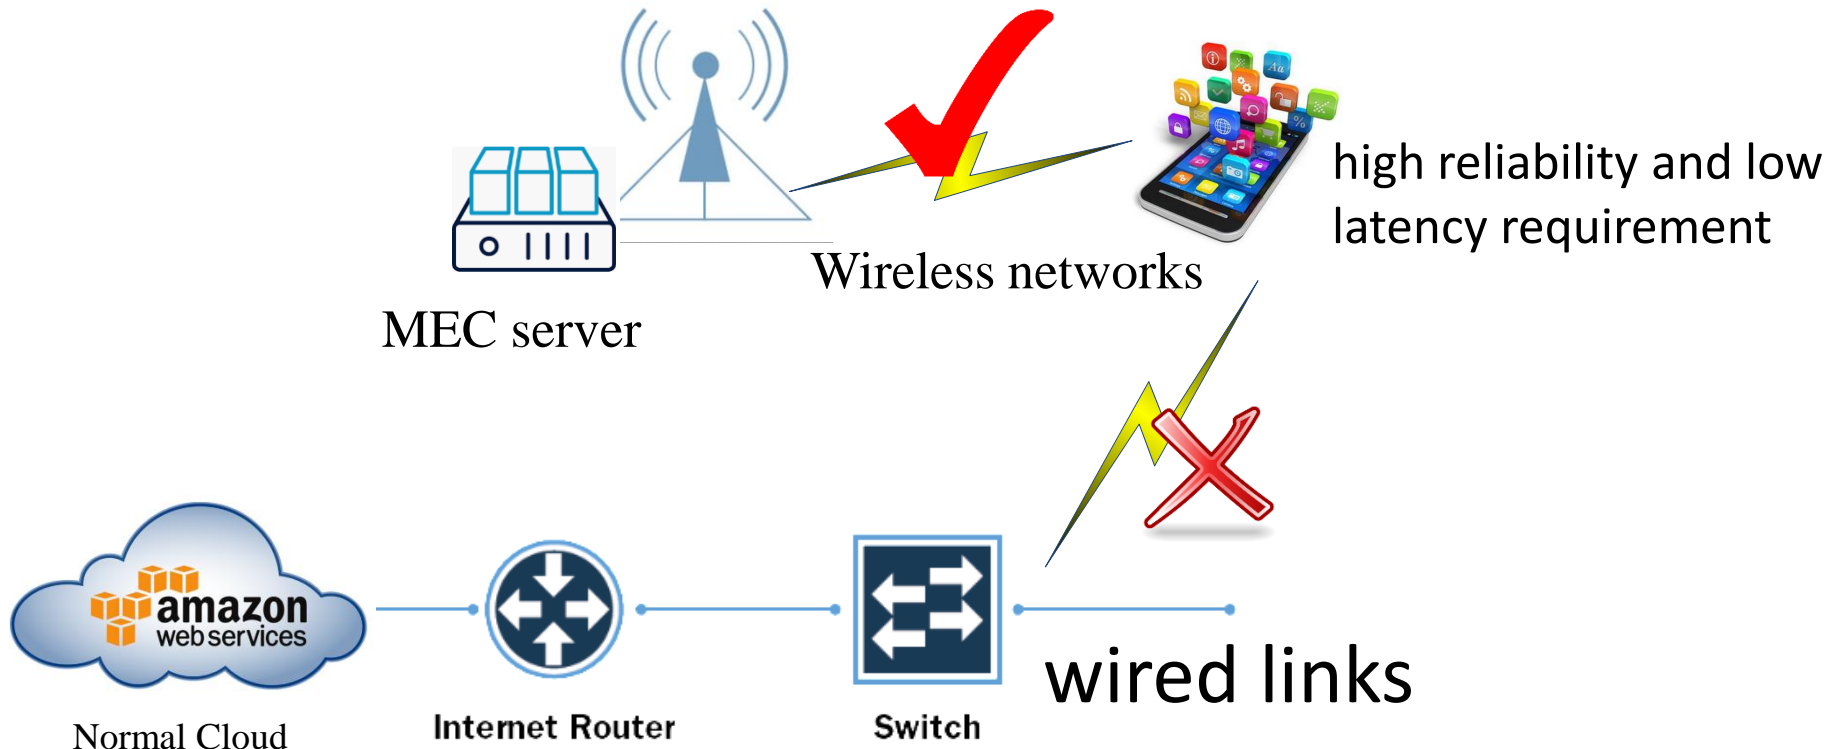 high reliability and low
latency requirement
Wireless networks
MEC server
amazon
web services
wired links
Normal Cloud
Internet Router
Switch
Aa
%